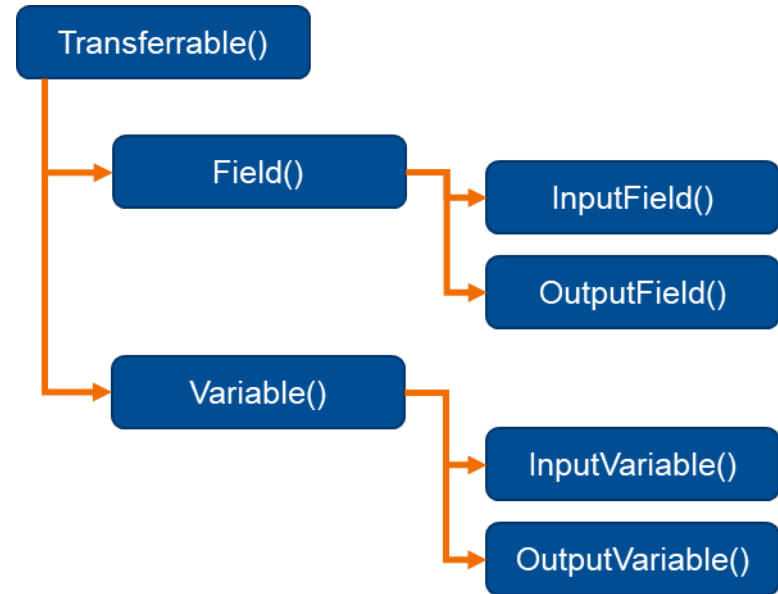 Transferrable()
Field()
InputField()
OutputField()
Variable()
InputVariable()
OutputVariable()